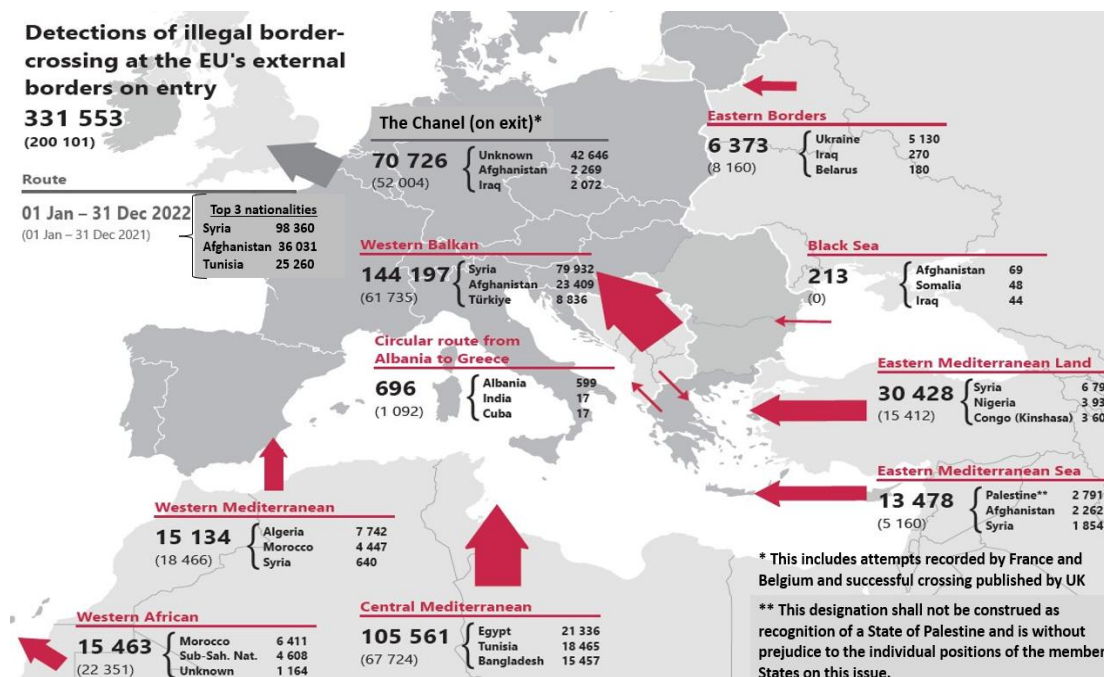 Detections of illegal border-
crossing at the EU's external
borders on entry
331 553
(200 101)
Route
01 Jan – 31 Dec 2022
(01 Jan – 31 Dec 2021)
Top 3 nationalities
Syria 98 360
Afghanistan 36 031
Tunisia 25 260
The Chanel (on exit)*
70 726
(52 004)
Unknown 42 646
Afghanistan 2 269
Iraq 2 072
Eastern Borders
6 373
(8 160)
Ukraine 5 130
Iraq 270
Belarus 180
Western Balkan
144 197
(61 735)
Syria 79 932
Afghanistan 23 409
Türkiye 8 836
Black Sea
213
(0)
Afghanistan 69
Somalia 48
Iraq 44
Circular route from
Albania to Greece
696
(1 092)
Albania 599
India 17
Cuba 17
Eastern Mediterranean Land
30 428
(15 412)
Syria 6 79
Nigeria 3 93
Congo (Kinshasa) 3 60
Eastern Mediterranean Sea
13 478
(5 160)
Palestine** 2 791
Afghanistan 2 262
Syria 1 854
Western Mediterranean
15 134
(18 466)
Algeria 7 742
Morocco 4 447
Syria 640
Western African
15 463
(22 351)
Morocco 6 411
Sub-Sah. Nat. 4 608
Unknown 1 164
Central Mediterranean
105 561
(67 724)
Egypt 21 336
Tunisia 18 465
Bangladesh 15 457
* This includes attempts recorded by France and
Belgium and successful crossing published by UK
** This designation shall not be construed as
recognition of a State of Palestine and is without
prejudice to the individual positions of the member
States on this issue.